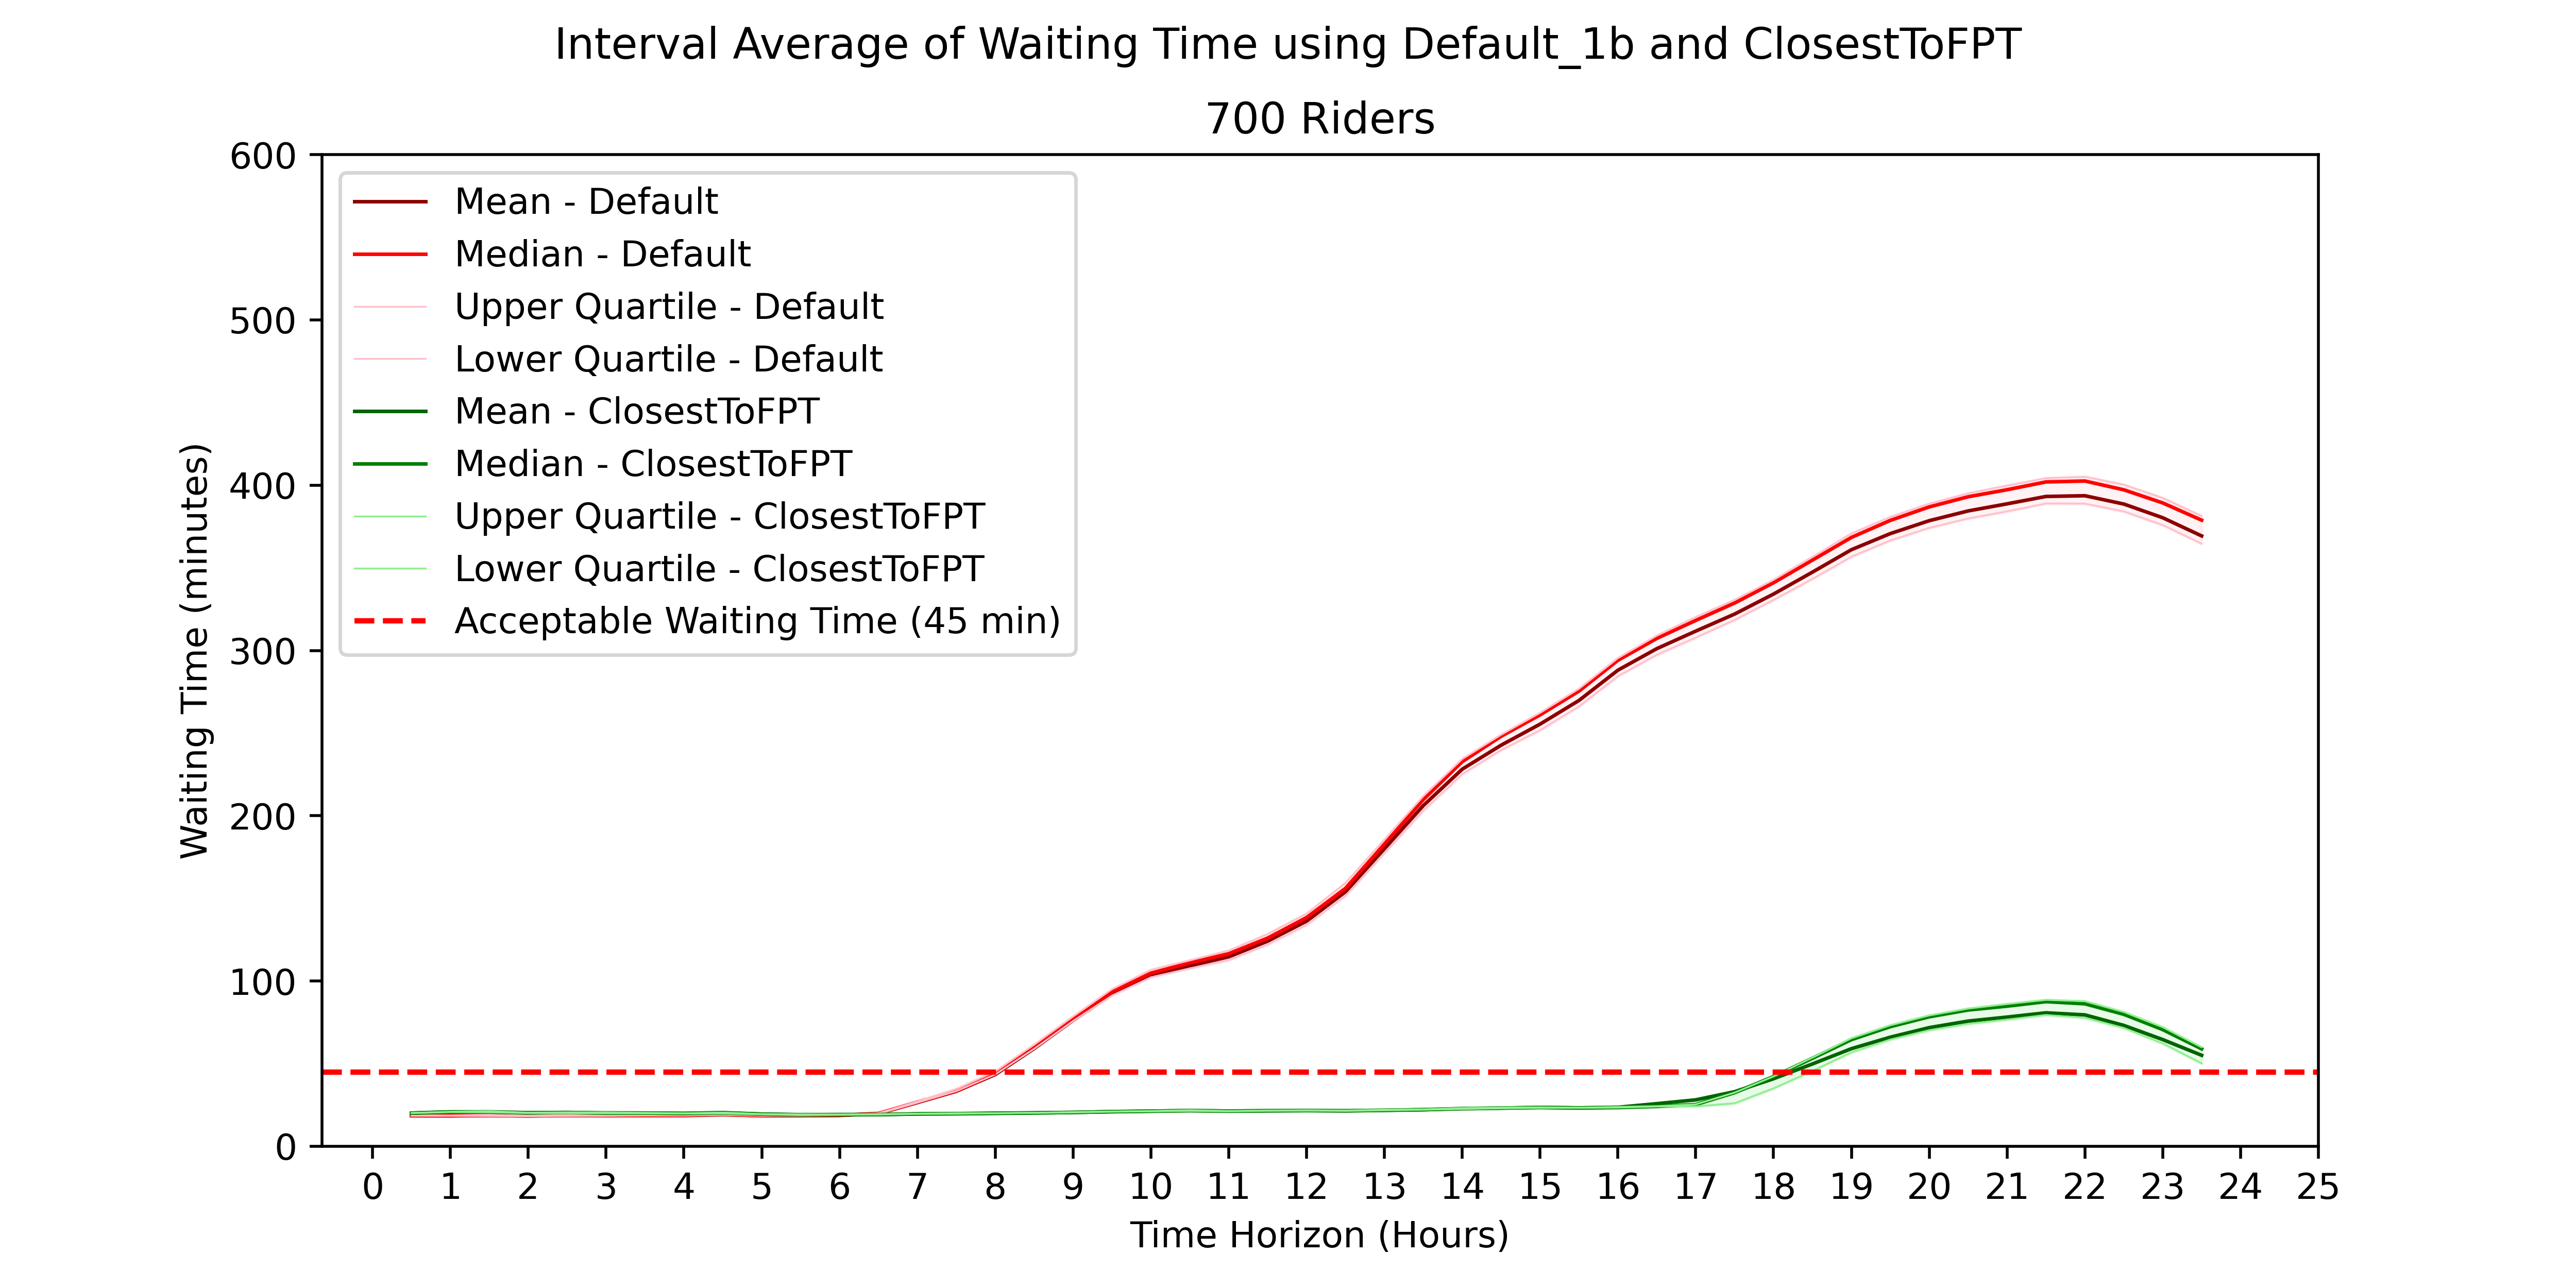 Interval Average of Waiting Time using Default_1b and ClosestToFPT
700 Riders
600
500
400
300
200
100
0
Waiting Time (minutes)
Mean - Default
Median - Default
Upper Quartile - Default
Lower Quartile - Default
Mean - ClosestToFPT
Median - ClosestToFPT
Upper Quartile - ClosestToFPT
Lower Quartile - ClosestToFPT
Acceptable Waiting Time (45 min)
0 1 2 3 4 5 6 7 8 9 10 11 12 13 14 15 16 17 18 19 20 21 22 23 24 25
Time Horizon (Hours)